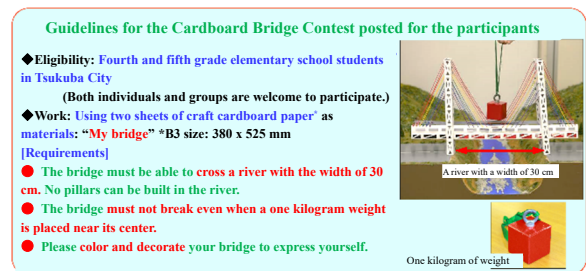 Guidelines for the Cardboard Bridge Contest posted for the participants
◆Eligibility: Fourth and fifth grade elementary school students
in Tsukuba City
(Both individuals and groups are welcome to participate.)
◆Work: Using two sheets of craft cardboard paper* as
materials: “My bridge” *B3 size: 380 x 525 mm
[Requirements]
● The bridge must be able to cross a river with the width of 30
cm. No pillars can be built in the river.
● The bridge must not break even when a one kilogram weight
is placed near its center.
● Please color and decorate your bridge to express yourself.
A river with a width of 30 cm
One kilogram of weight